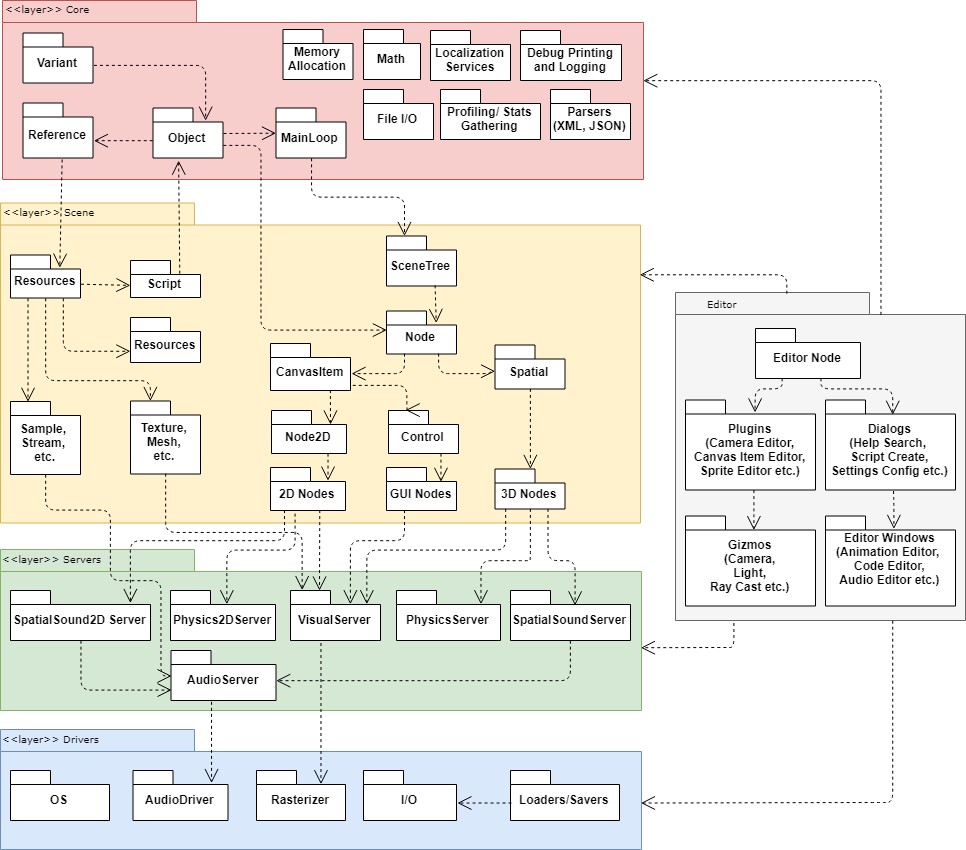 <<layer>> Core
Variant
Memory
Allocation
Math
Localization
Services
Debug Printing
and Logging
Reference
Object
MainLoop
File I/O
Profiling/ Stats
Gathering
Parsers
(XML, JSON)
<<layer>> Scene
Resources
Script
SceneTree
Resources
Node
CanvasItem
Spatial
Sample,
Stream,
etc.
Texture,
Mesh,
etc.
Node2D
Control
2D Nodes
GUI Nodes
3D Nodes
Editor
Editor Node
Plugins
(Camera Editor,
Canvas Item Editor,
Sprite Editor etc.)
Dialogs
(Help Search,
Script Create,
Settings Config etc.)
Gizmos
(Camera,
Light,
Ray Cast etc.)
Editor Windows
(Animation Editor,
Code Editor,
Audio Editor etc.)
<<layer>> Servers
SpatialSound2D Server
Physics2DServer
VisualServer
PhysicsServer
SpatialSoundServer
AudioServer
<<layer>> Drivers
OS
AudioDriver
Rasterizer
I/O
Loaders/Savers